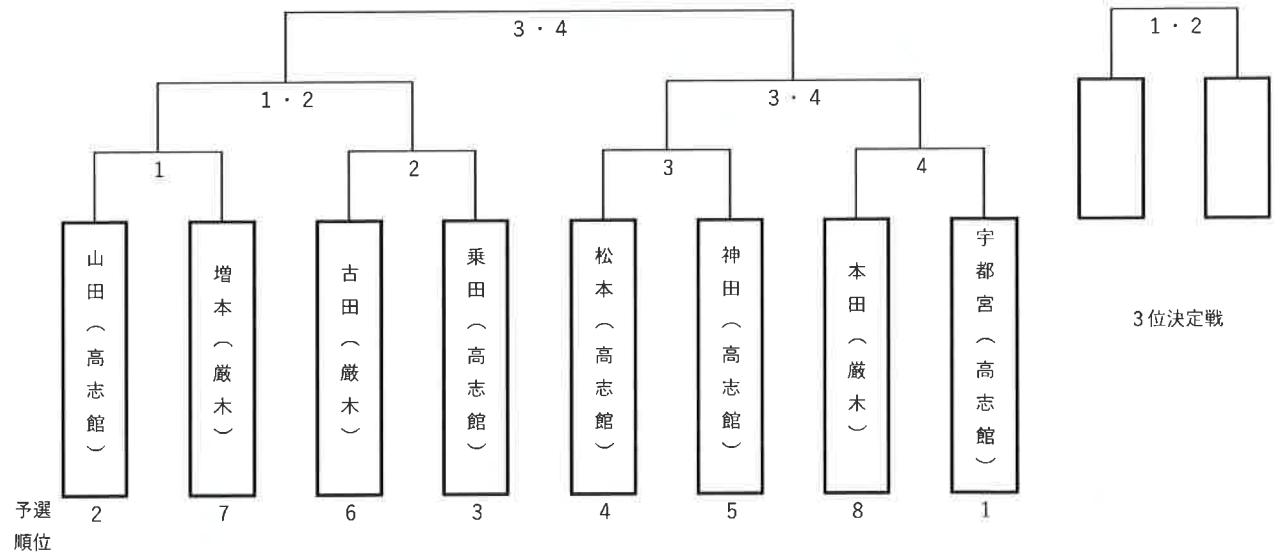 3・4
1・2
1・2
3・4
1
2
3
4
山田（高志館）
増本（厳木）
古田（厳木）
乗田（高志館）
松本（高志館）
神田（高志館）
本田（厳木）
宇都宮（高志館）
3位決定戦
予選順位
2
7
6
3
4
5
8
1